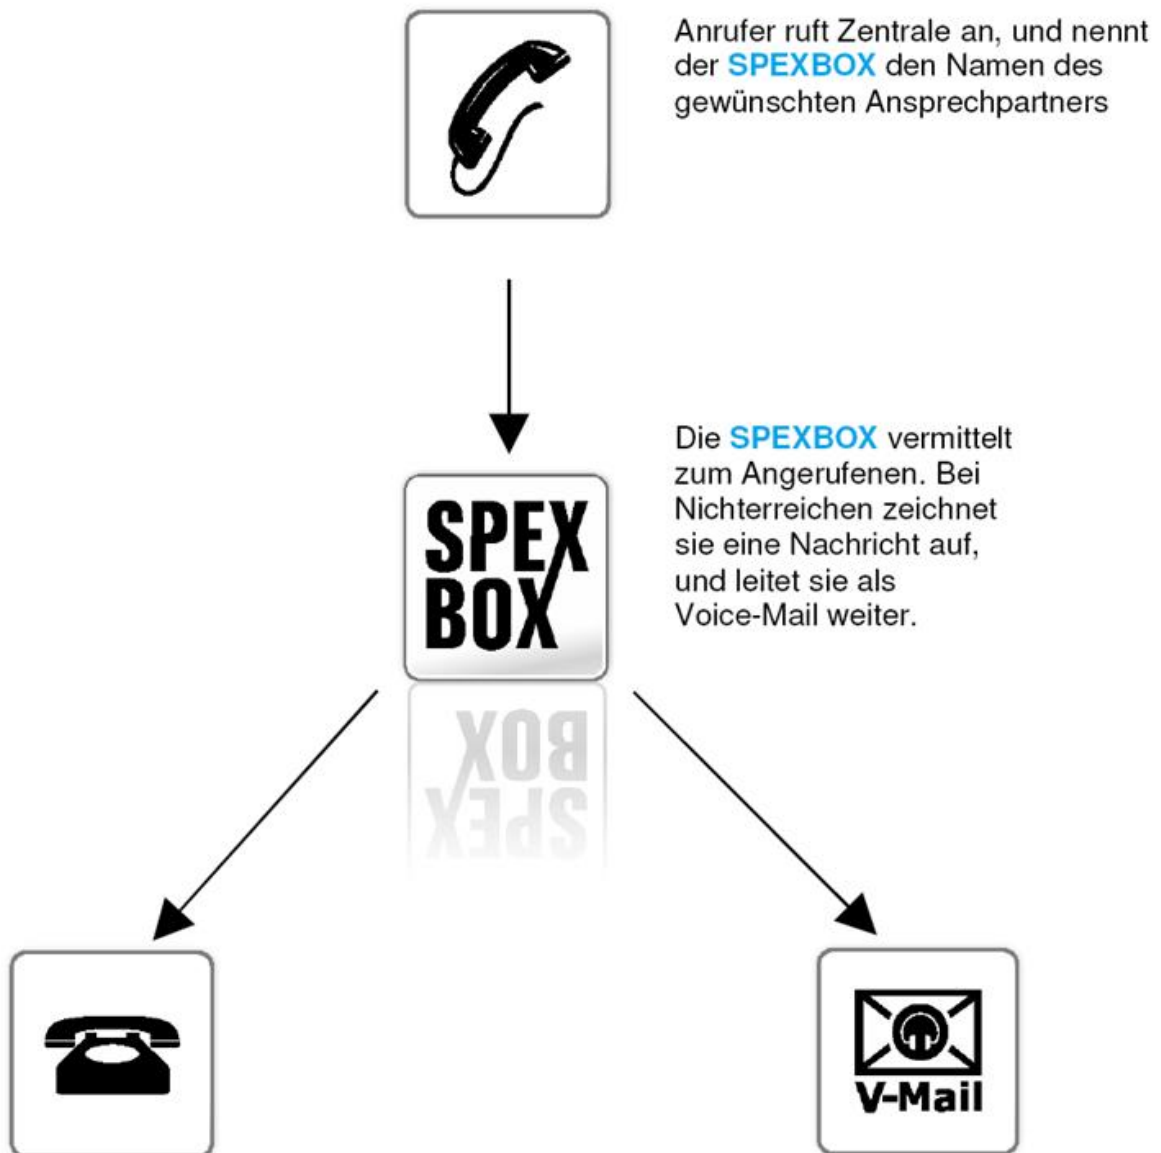 Anrufer ruft Zentrale an, und nennt
der SPEXBOX den Namen des
gewünschten Ansprechpartners
Die SPEXBOX vermittelt
zum Angerufenen. Bei
Nichterreichen zeichnet
sie eine Nachricht auf,
und leitet sie als
Voice-Mail weiter.
SPEX
BOX
V-Mail